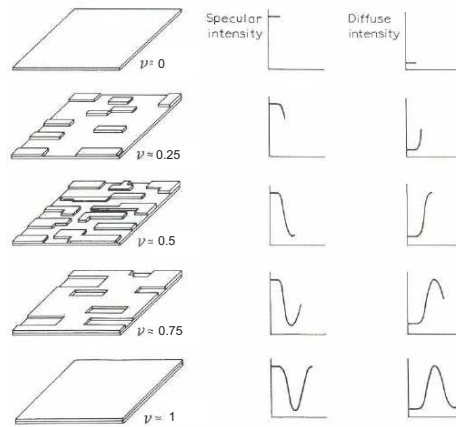 Specular
intensity
Diffuse
intensity
ν≈ 0
ν≈ 0.25
ν≈ 0.5
ν≈ 0.75
ν≈ 1